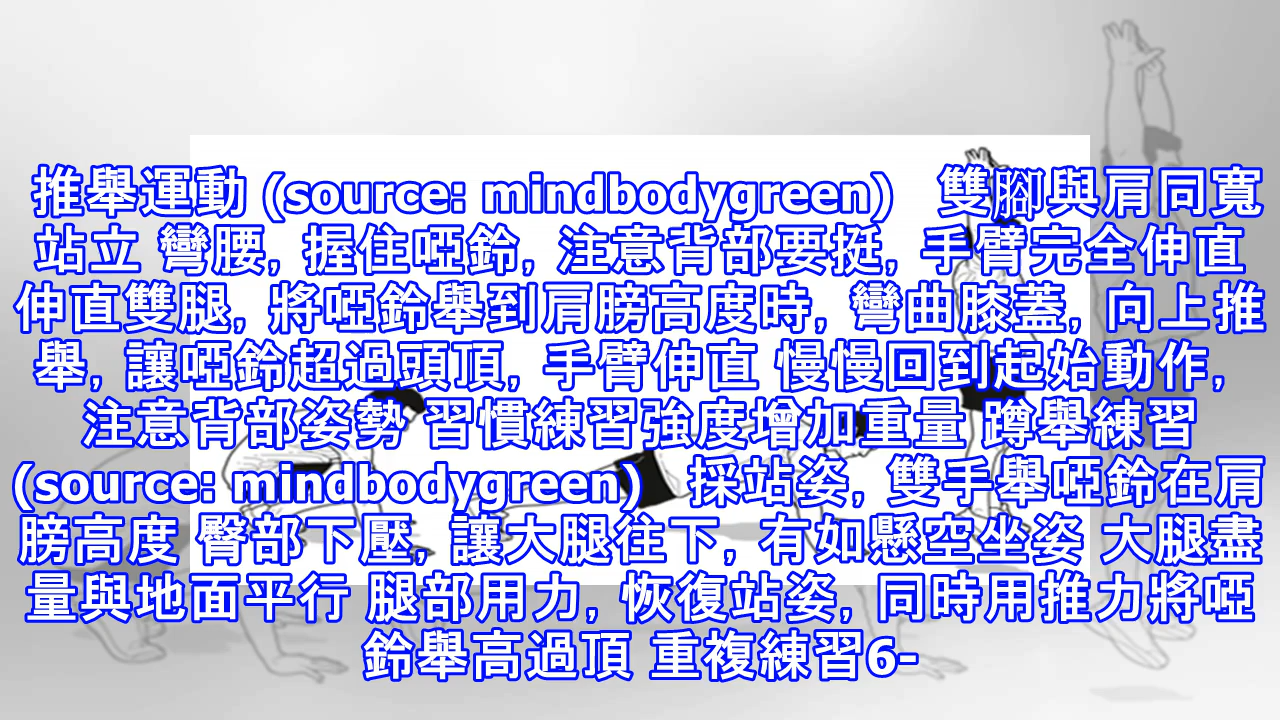 推舉運動 (source: mindbodygreen) 雙腳與肩同寬
站立 彎腰, 握住啞鈴, 注意背部要挺, 手臂完全伸直
伸直雙腿, 將啞鈴舉到肩膀高度時, 彎曲膝蓋, 向上推
舉, 讓啞鈴超過頭頂, 手臂伸直 慢慢回到起始動作,
注意背部姿勢 習慣練習強度增加重量 蹲舉練習
(source: mindbodygreen) 採站姿, 雙手舉啞鈴在肩
膀高度 臀部下壓, 讓大腿往下, 有如懸空坐姿 大腿盡
量與地面平行 腿部用力, 恢復站姿, 同時用推力將啞
鈴舉高過頂 重複練習6-